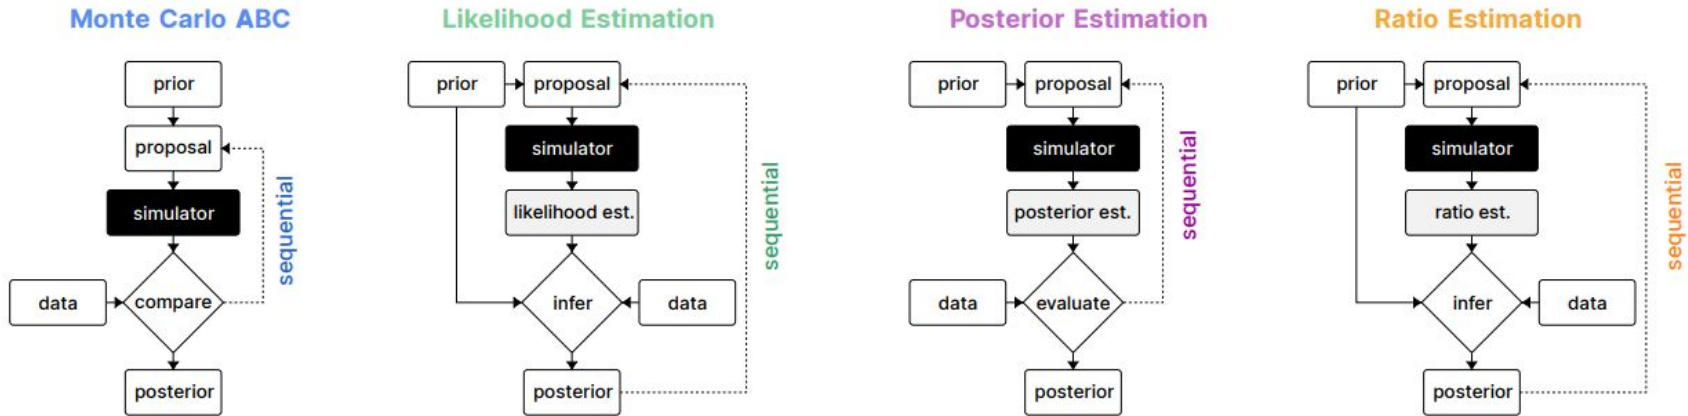 Monte Carlo ABC
prior
proposal
simulator
data
compare
posterior
sequential
Likelihood Estimation
prior
proposal
simulator
likelihood est.
infer
data
posterior
sequential
Posterior Estimation
prior
proposal
simulator
posterior est.
data
evaluate
posterior
sequential
Ratio Estimation
prior
proposal
simulator
ratio est.
infer
data
posterior
sequential